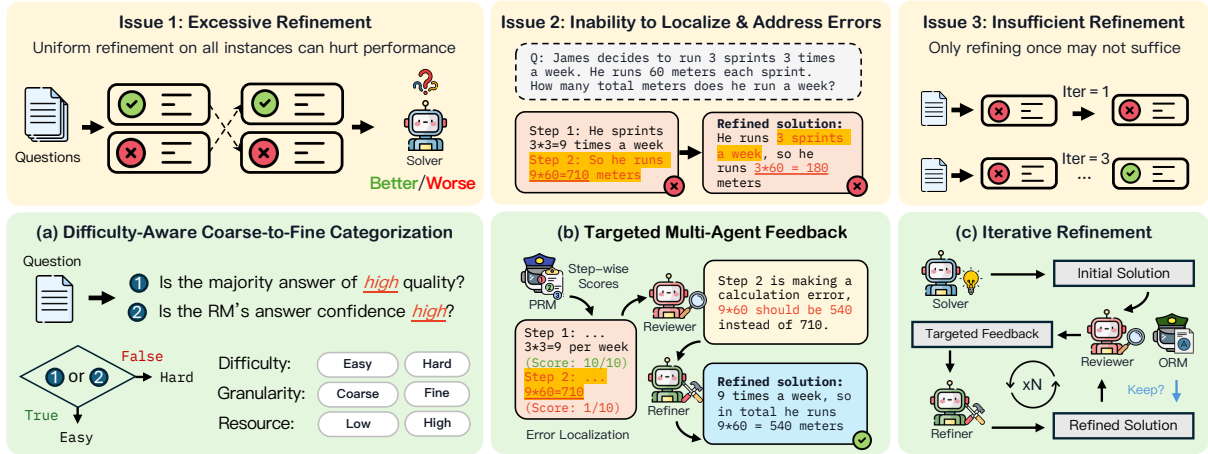 Issue 1: Excessive Refinement
Uniform refinement on all instances can hurt performance
Questions
Solver
Better/Worse
Issue 2: Inability to Localize & Address Errors
Q: James decides to run 3 sprints 3 times
a week. He runs 60 meters each sprint.
How many total meters does he run a week?
Step 1: He sprints
3*3=9 times a week
Step 2: So he runs
9*60=710 meters
Refined solution:
He runs 3 sprints
a week, so he
runs 3*60 = 180
meters
Issue 3: Insufficient Refinement
Only refining once may not suffice
Iter = 1
Iter = 3
...
(a) Difficulty-Aware Coarse-to-Fine Categorization
Question
1 Is the majority answer of high quality?
2 Is the RM's answer confidence high?
1 or 2
False
Hard
True
Easy
Difficulty: Easy Hard
Granularity: Coarse Fine
Resource: Low High
(b) Targeted Multi-Agent Feedback
PRM
Step-wise
Scores
Reviewer
Step 1: ...
3*3=9 per week
(Score: 10/10)
Step 2: ...
9*60=710
(Score: 1/10)
Error Localization
Step 2 is making a
calculation error,
9*60 should be 540
instead of 710.
Refiner
Refined solution:
9 times a week, so
in total he runs
9*60 = 540 meters
(c) Iterative Refinement
Solver
Initial Solution
Targeted Feedback
Reviewer
A
ORM
xN
Keep?
Refiner
Refined Solution